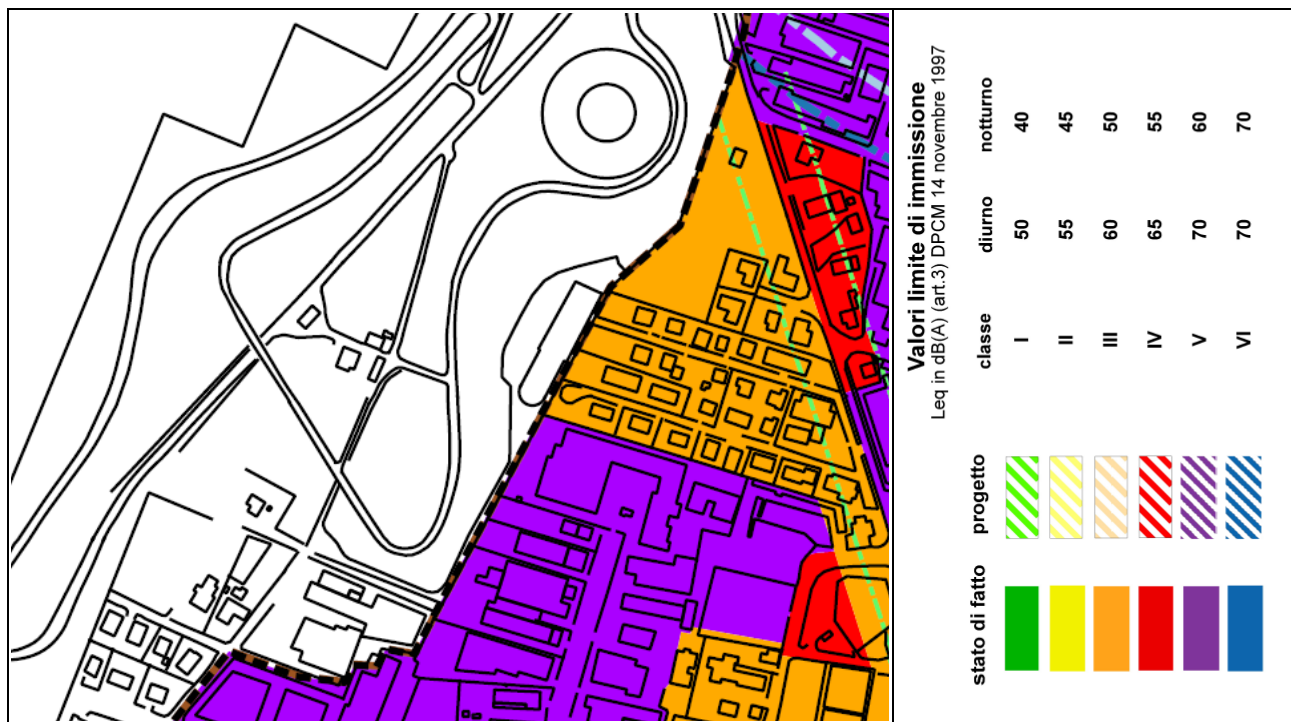 Valori limite di immissione
Leq in dB(A) (art.3) DPCM 14 novembre 1997
stato di fatto progetto classe diurno notturno
I 50 40
II 55 45
III 60 50
IV 65 55
V 70 60
VI 70 70